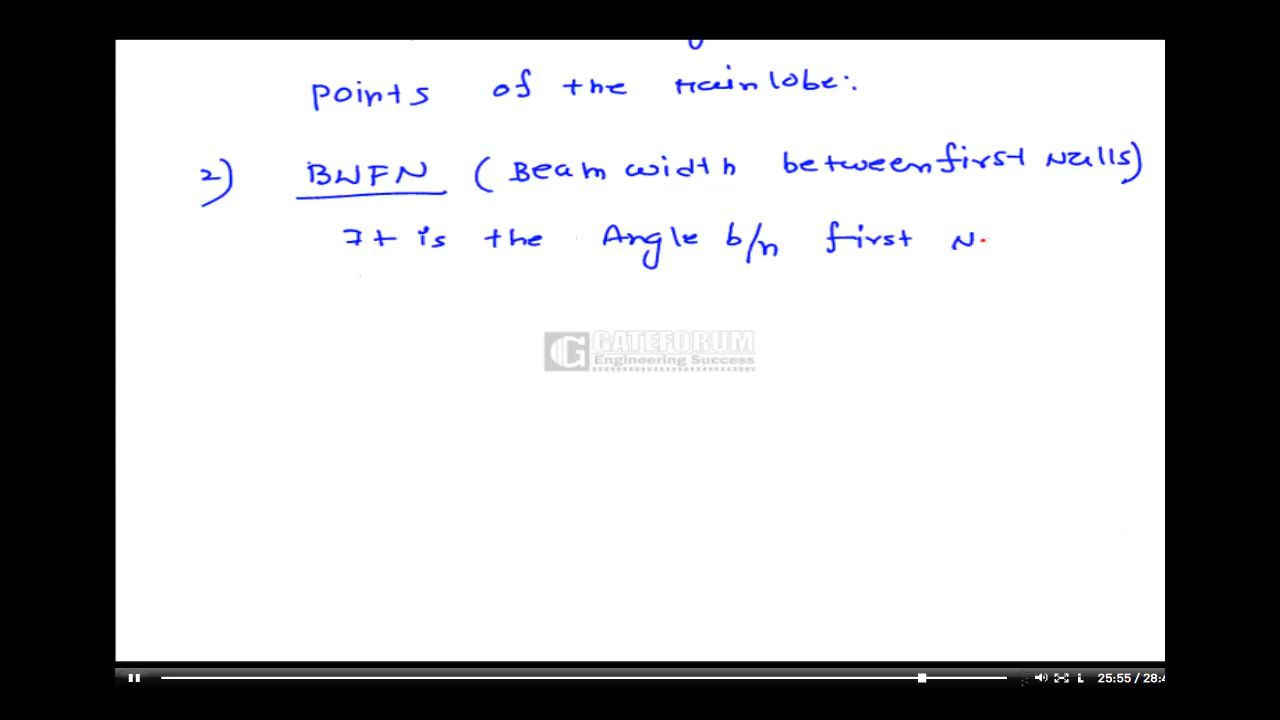 points of the mainlobe.
2) BWFN ( Beam width between first nulls)
It is the Angle b/n first N
GATEFORUM
Engineering Success
25:55 / 28:4